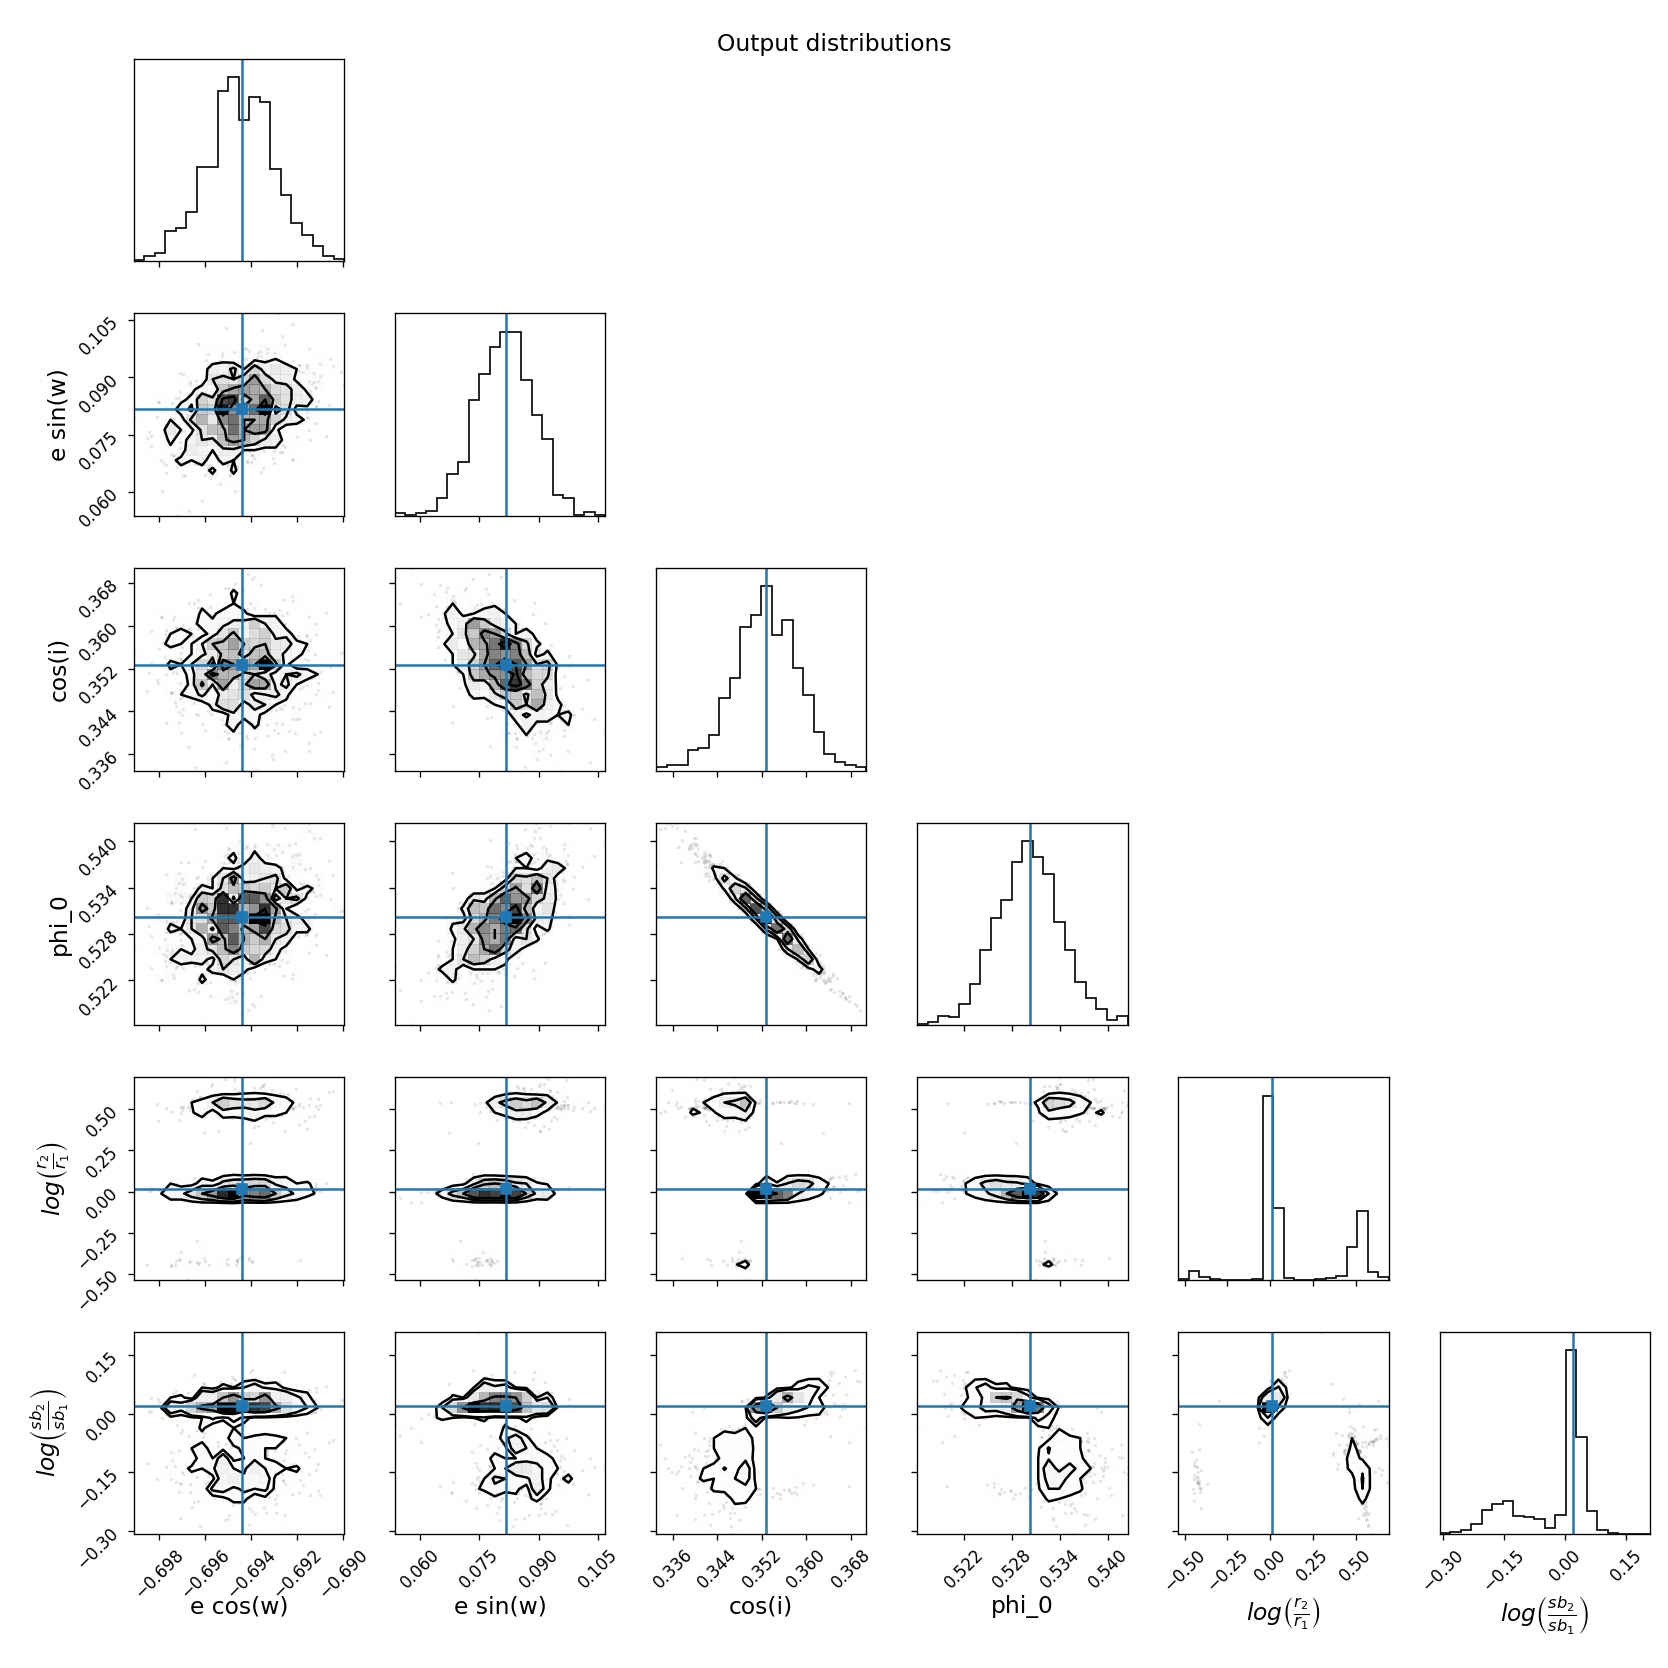 Output distributions
e sin(w)
0.105
0.090
0.075
0.060
cos(i)
0.368
0.360
0.352
0.344
0.336
phi_0
0.540
0.534
0.528
0.522
log(r₂/r₁)
0.50
0.25
0.00
−0.25
−0.50
log(sb₂/sb₁)
0.15
0.00
−0.15
−0.30
−0.698 −0.696 −0.694 −0.692 −0.690
e cos(w)
0.060 0.075 0.090 0.105
e sin(w)
0.336 0.344 0.352 0.360 0.368
cos(i)
0.522 0.528 0.534 0.540
phi_0
−0.50 −0.25 0.00 0.25 0.50
log(r₂/r₁)
−0.30 −0.15 0.00 0.15
log(sb₂/sb₁)